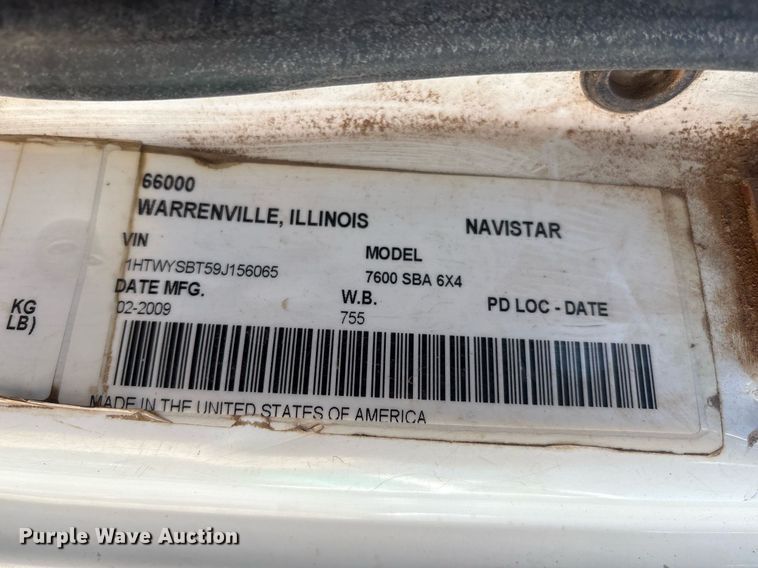 66000
WARRENVILLE, ILLINOIS NAVISTAR
VIN MODEL
1HTWYSBT59J156065 7600 SBA 6X4
DATE MFG. W.B. PD LOC - DATE
02-2009 755
KG
LB)
MADE IN THE UNITED STATES OF AMERICA
Purple Wave Auction